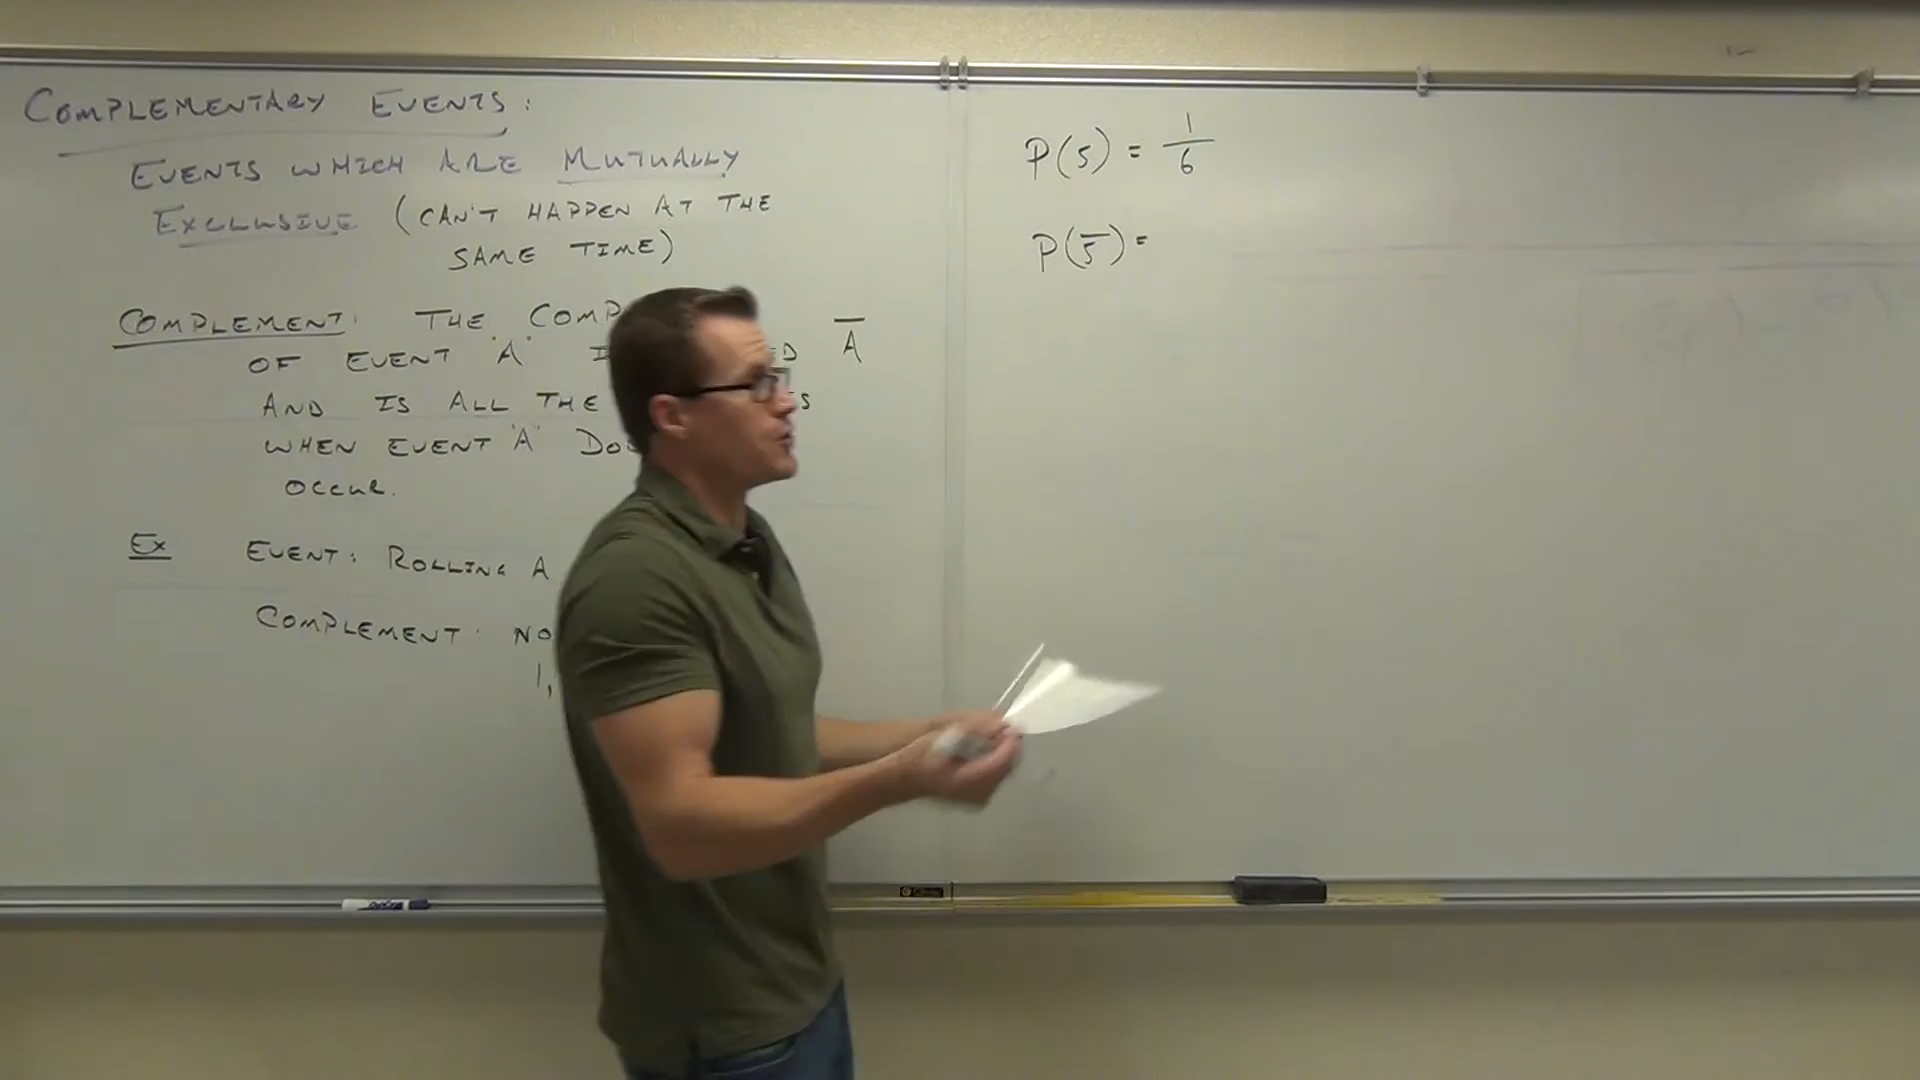 COMPLEMENTARY EVENTS:
EVENTS WHICH ARE MUTUALLY
EXCLUSIVE (CAN'T HAPPEN AT THE
SAME TIME)
COMPLEMENT: THE COMP
OF EVENT "A" A̅
AND IS ALL THE
WHEN EVENT "A" DO
OCCUR.
EX EVENT: ROLLING A
COMPLEMENT: NO
1,
P(5) = 1/6
P(5̅) =